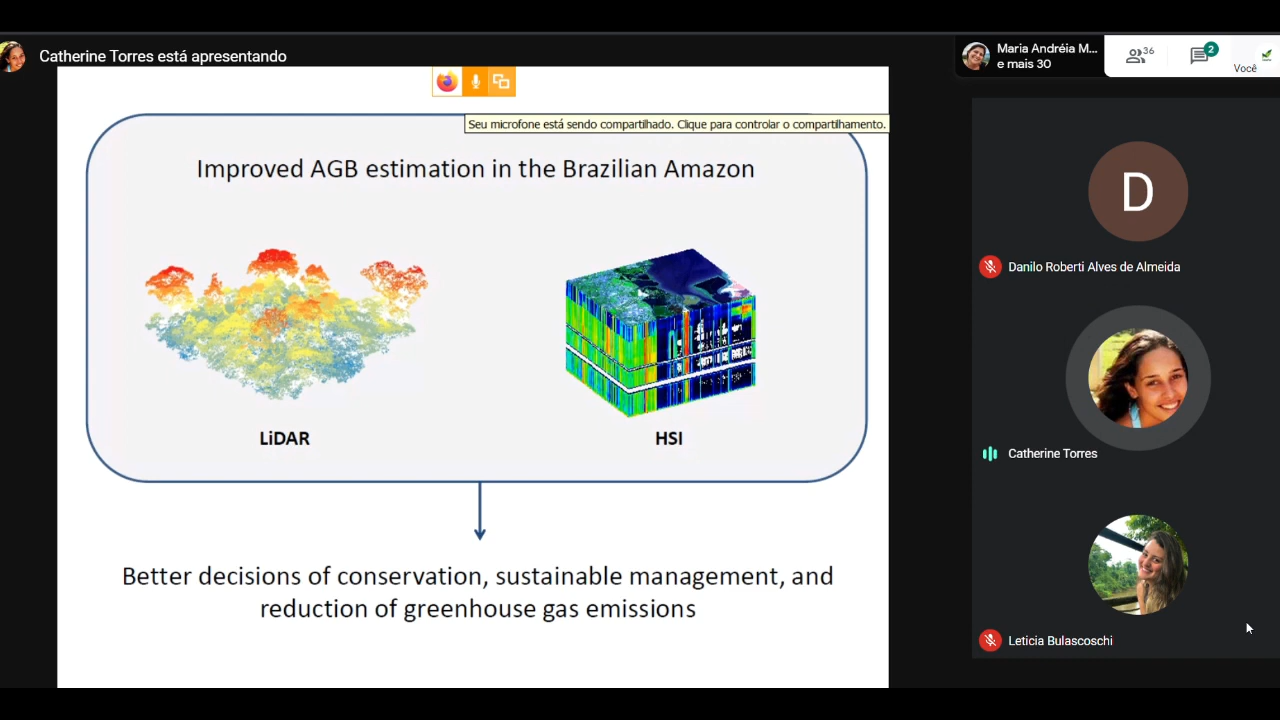 Catherine Torres está apresentando
Maria Andréia M...
e mais 30
36
2
Você
Seu microfone está sendo compartilhado. Clique para controlar o compartilhamento.
Improved AGB estimation in the Brazilian Amazon
LiDAR
HSI
Better decisions of conservation, sustainable management, and
reduction of greenhouse gas emissions
D
Danilo Roberti Alves de Almeida
Catherine Torres
Leticia Bulascoschi